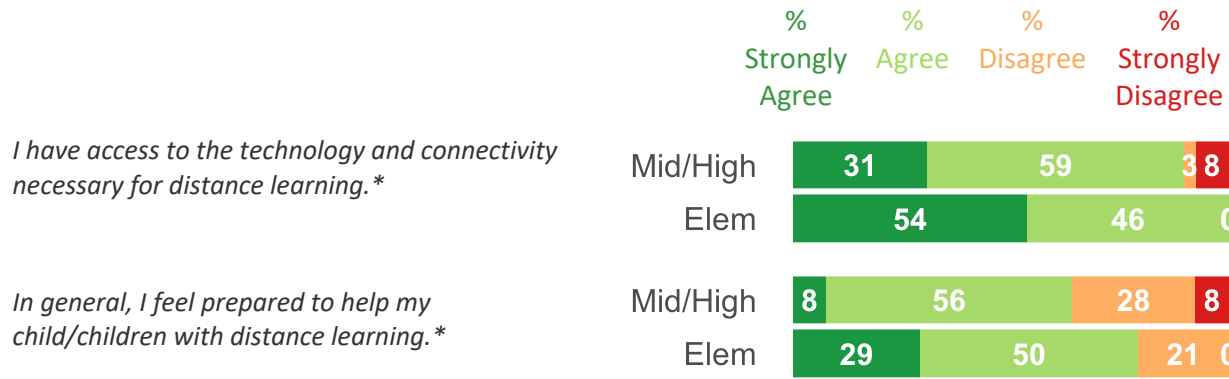 %
Strongly
Agree
%
Agree
%
Disagree
%
Strongly
Disagree
I have access to the technology and connectivity
necessary for distance learning.*
Mid/High 31 59 3 8
Elem 54 46 0
In general, I feel prepared to help my
child/children with distance learning.*
Mid/High 8 56 28 8
Elem 29 50 21 0